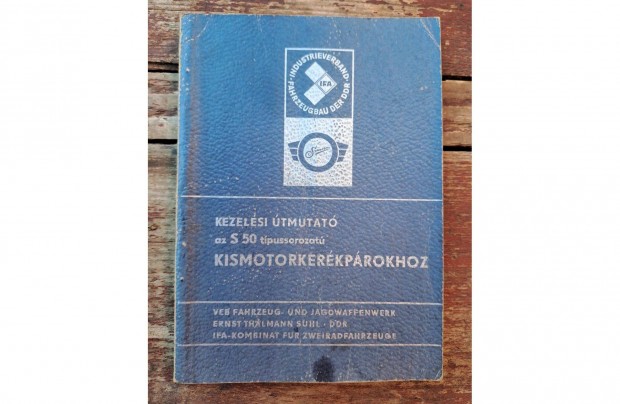 INDUSTRIEVERBAND
FAHRZEUGBAU DER DDR
IFA
Simson
KEZELÉSI ÚTMUTATÓ
az S 50 típussorozatú
KISMOTORKERÉKPÁROKHOZ
VEB FAHRZEUG- UND JAGDWAFFENWERK
ERNST THÄLMANN SUHL · DDR
IFA-KOMBINAT FÜR ZWEIRADFAHRZEUGE